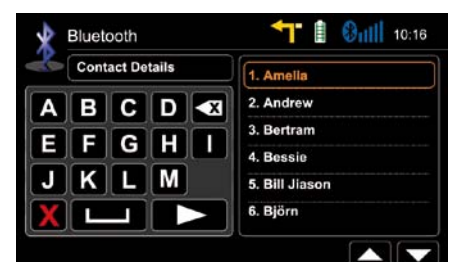 Bluetooth
10:16
Contact Details
A B C D
E F G H I
J K L M
X
1. Amelia
2. Andrew
3. Bertram
4. Bessie
5. Bill Jiason
6. Björn